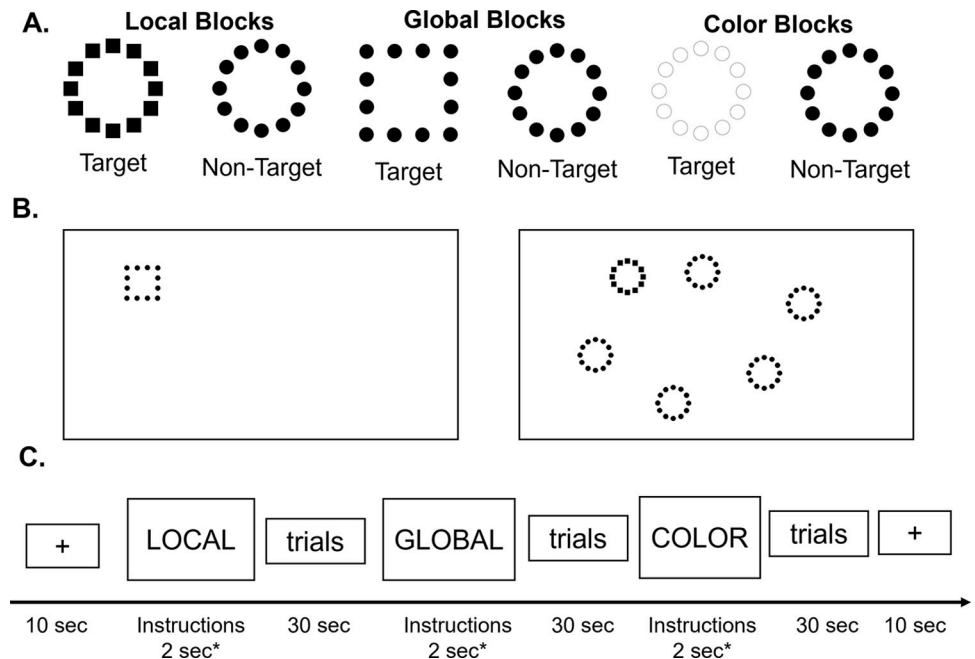 A.
Local Blocks Global Blocks Color Blocks
Target Non-Target Target Non-Target Target Non-Target
B.
C.
+ LOCAL trials GLOBAL trials COLOR trials +
10 sec Instructions 30 sec Instructions 30 sec Instructions 30 sec 10 sec
2 sec* 2 sec* 2 sec*